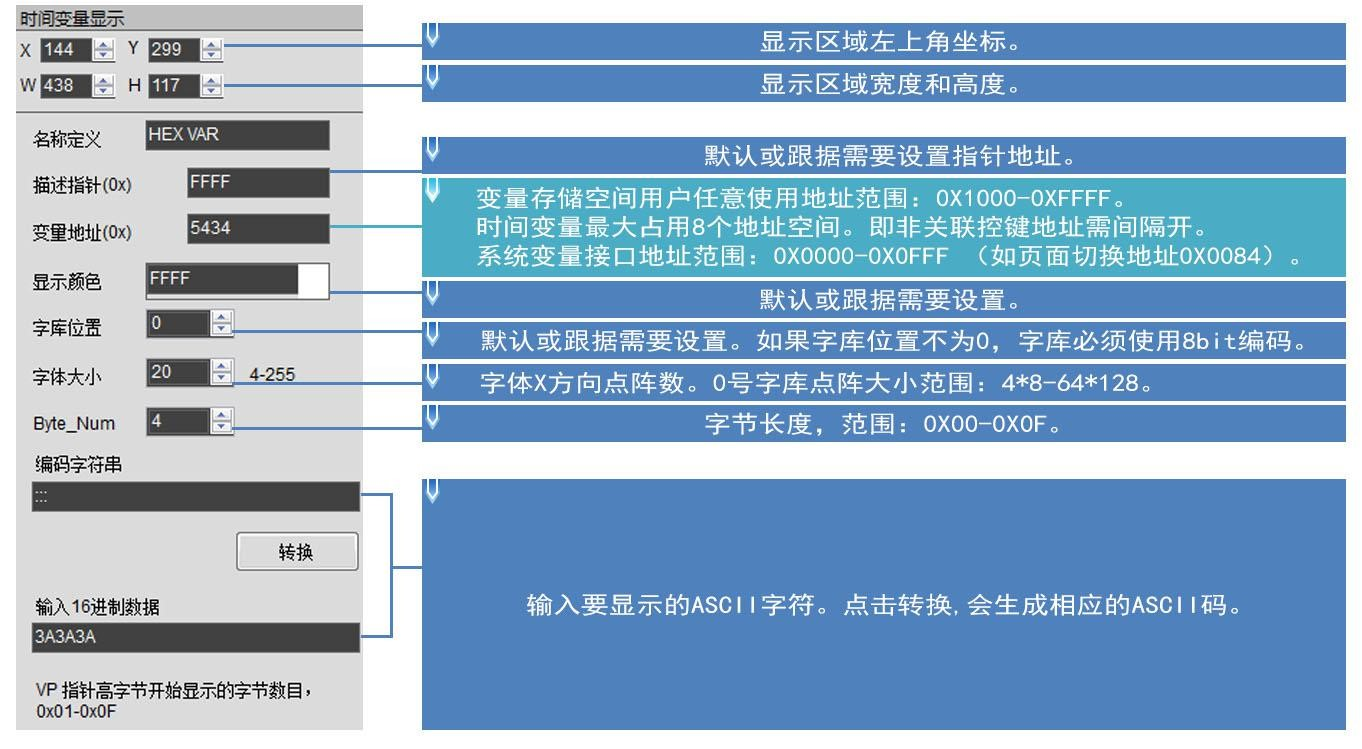 时间变量显示
X 144 Y 299
显示区域左上角坐标。
W 438 H 117
显示区域宽度和高度。
名称定义 HEX VAR
描述指针(0x) FFFF
默认或跟据需要设置指针地址。
变量地址(0x) 5434
变量存储空间用户任意使用地址范围：0X1000-0XFFFF。
时间变量最大占用8个地址空间。即非关联控键地址需间隔开。
系统变量接口地址范围：0X0000-0X0FFF （如页面切换地址0X0084）。
显示颜色 FFFF
默认或跟据需要设置。
字库位置 0
默认或跟据需要设置。如果字库位置不为0，字库必须使用8bit编码。
字体大小 20 4-255
字体X方向点阵数。0号字库点阵大小范围：4*8-64*128。
Byte_Num 4
字节长度，范围：0X00-0X0F。
编码字符串
:::
转换
输入16进制数据
3A3A3A
输入要显示的ASCII字符。点击转换,会生成相应的ASCII码。
VP 指针高字节开始显示的字节数目，
0x01-0x0F